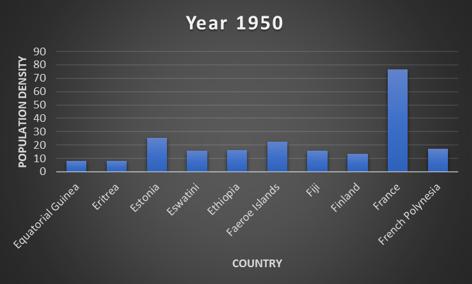 Year 1950
POPULATION DENSITY
90
80
70
60
50
40
30
20
10
0
Equatorial Guinea
Eritrea
Estonia
Eswatini
Ethiopia
Faeroe Islands
Fiji
Finland
France
French Polynesia
COUNTRY